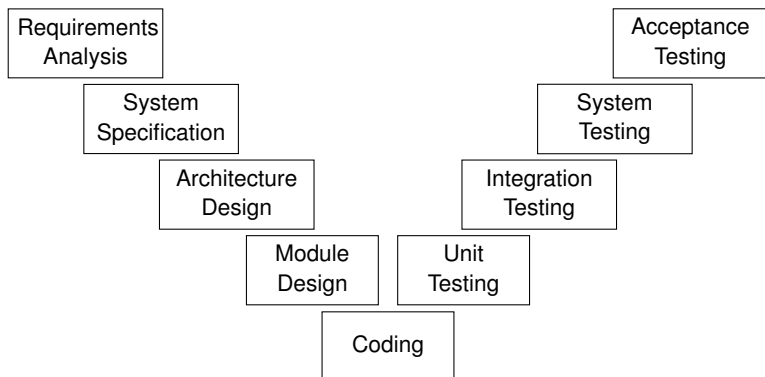 Requirements
Analysis
Acceptance
Testing
System
Specification
System
Testing
Architecture
Design
Integration
Testing
Module
Design
Unit
Testing
Coding